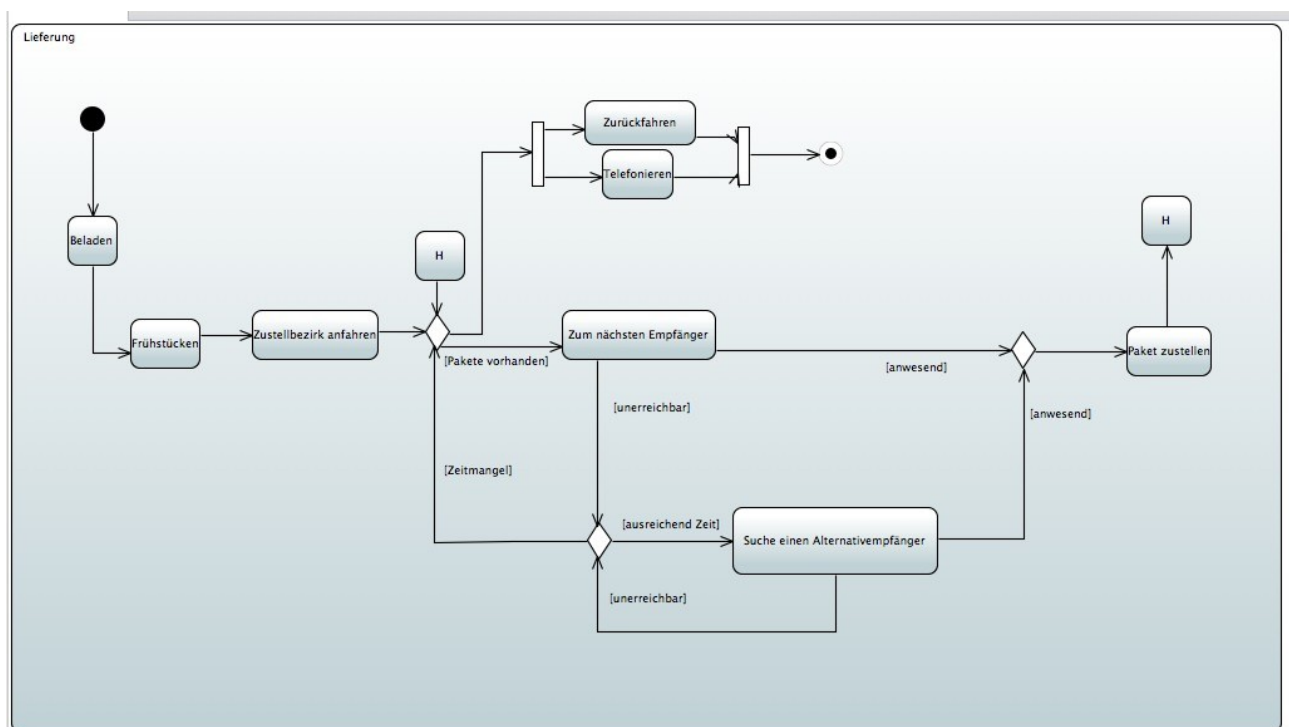 Lieferung
Zurückfahren
Telefonieren
H
Beladen
H
Frühstücken
Zustellbezirk anfahren
Zum nächsten Empfänger
Paket zustellen
[Pakete vorhanden]
[anwesend]
[unerreichbar]
[anwesend]
[Zeitmangel]
[ausreichend Zeit]
Suche einen Alternativempfänger
[unerreichbar]